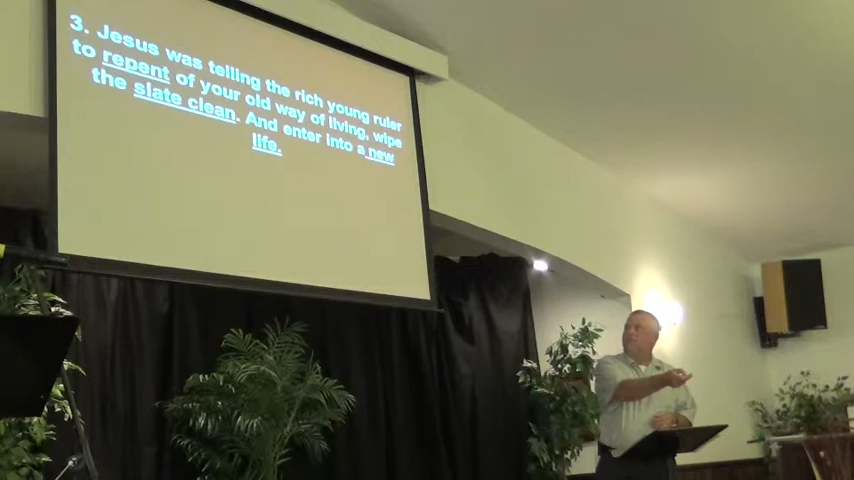 3. Jesus was telling the rich young ruler
to repent of your old way of living, wipe
the slate clean. And enter into a new
life.